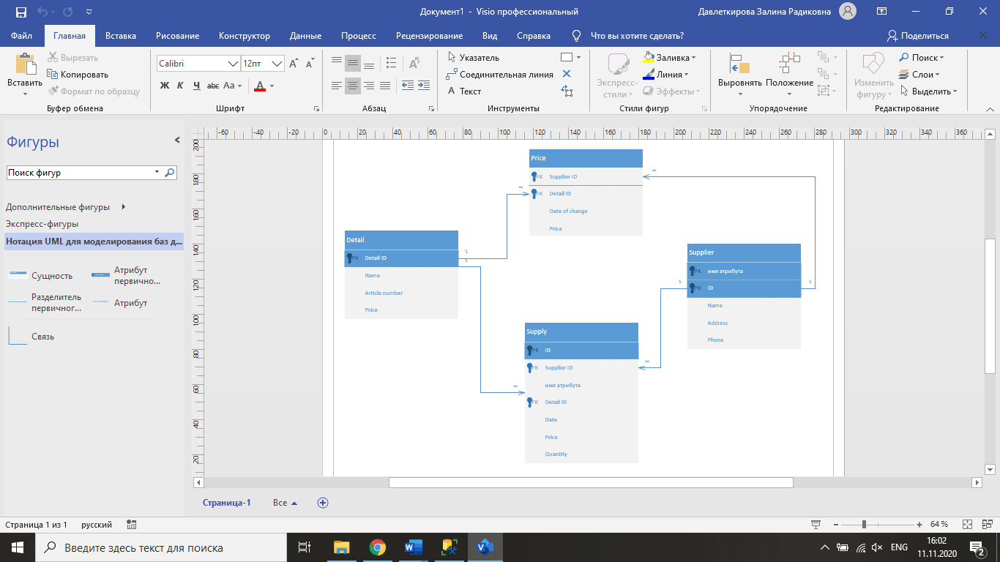 Документ1 - Visio профессиональный
Давлеткирова Залина Радиковна
Файл Главная Вставка Рисование Конструктор Данные Процесс Рецензирование Вид Справка Что вы хотите сделать? Поделиться
Вставить
Вырезать
Копировать
Формат по образцу
Буфер обмена
Calibri 12пт
Ж К Ч abc Aa А
Шрифт
Абзац
Указатель
Соединительная линия
Текст
Инструменты
Экспресс-
стили
Заливка
Линия
Эффекты
Стили фигур
Выровнять Положение
Упорядочение
Изменить
фигуру
Поиск
Слои
Выделить
Редактирование
Фигуры
Поиск фигур
Дополнительные фигуры
Экспресс-фигуры
Нотация UML для моделирования баз д...
Сущность
Атрибут
первично...
Разделитель
первичног...
Атрибут
Связь
-60 -40 -20 0 20 40 60 80 100 120 140 160 180 200 220 240 260 280 300 320 340 360
200
180
160
140
120
100
80
60
40
20
Price
FK Supplier ID
FK Detail ID
Date of change
Price
∞
∞
Detail
PK Detail ID
Name
Article number
Price
1
1
Supplier
PK имя атрибута
PK ID
Name
Address
Phone
1
1
Supply
PK ID
FK Supplier ID
имя атрибута
FK Detail ID
Date
Price
Quantity
∞
∞
Страница-1 Все
Страница 1 из 1 русский
64 %
Введите здесь текст для поиска
ENG
16:02
11.11.2020
2